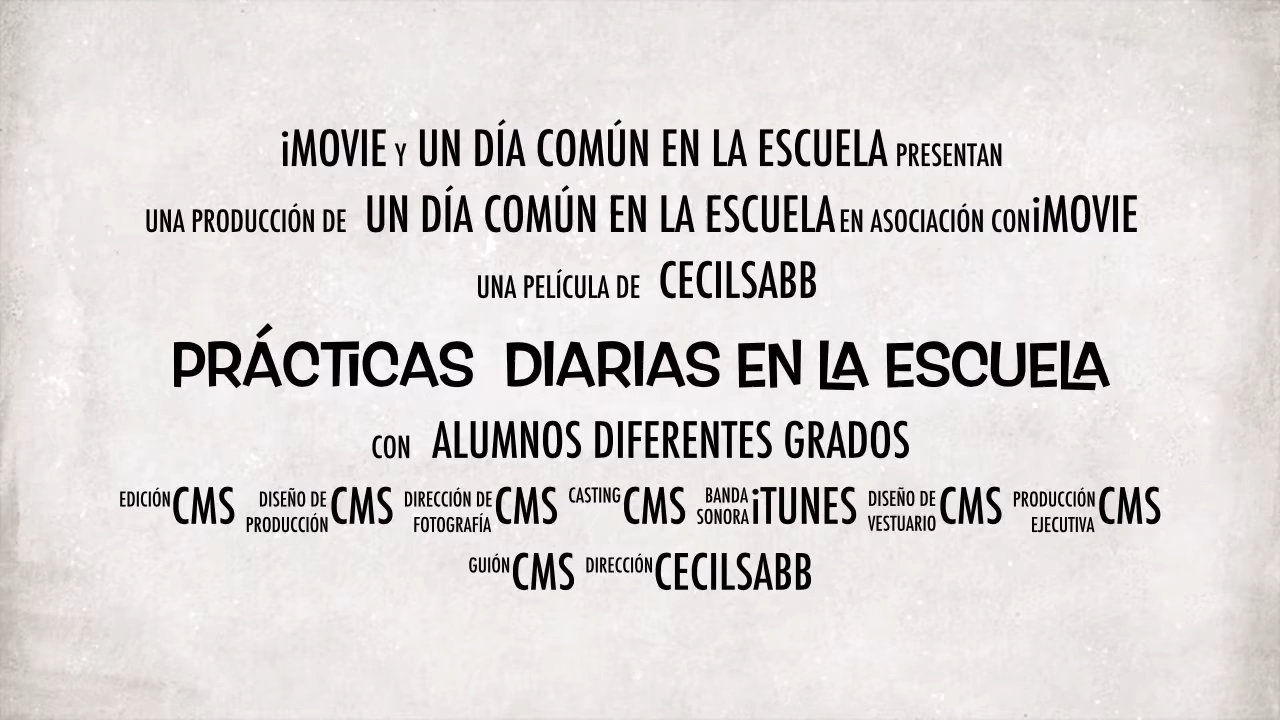 iMOVIE Y UN DÍA COMÚN EN LA ESCUELA PRESENTAN
UNA PRODUCCIÓN DE UN DÍA COMÚN EN LA ESCUELA EN ASOCIACIÓN CON iMOVIE
UNA PELÍCULA DE CECILSABB
PRÁCTiCAS DIARIAS EN LA ESCUELA
CON ALUMNOS DIFERENTES GRADOS
EDICIÓN CMS DISEÑO DE PRODUCCIÓN CMS DIRECCIÓN DE FOTOGRAFÍA CMS CASTING CMS BANDA SONORA iTUNES DISEÑO DE VESTUARIO CMS PRODUCCIÓN EJECUTIVA CMS
GUIÓN CMS DIRECCIÓN CECILSABB